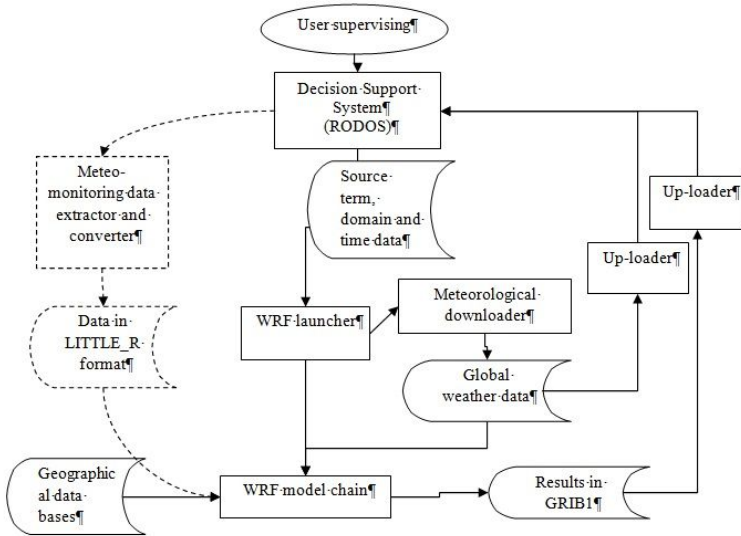 User·supervising¶
Decision·Support·
System¶
(RODOS)¶
Meteo-
monitoring·data·
extractor·and·
converter¶
Source·
term,·
domain·and·
time·data¶
Up-loader¶
Up-loader¶
Meteorological·
downloader¶
WRF·launcher¶
Data·in·
LITTLE_R·
format¶
Global·
weather·data¶
Geographic
al·data·
bases¶
WRF·model·chain¶
Results·in·
GRIB1¶